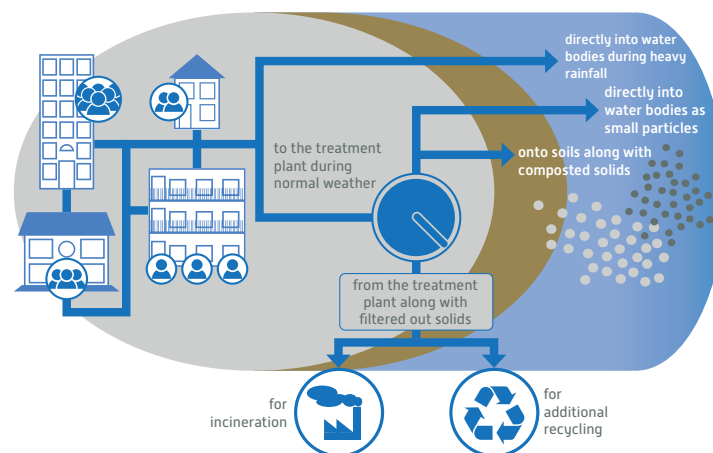 directly into water
bodies during heavy
rainfall
directly into
water bodies as
small particles
onto soils along with
composted solids
to the treatment
plant during
normal weather
from the treatment
plant along with
filtered out solids
for
incineration
for
additional
recycling